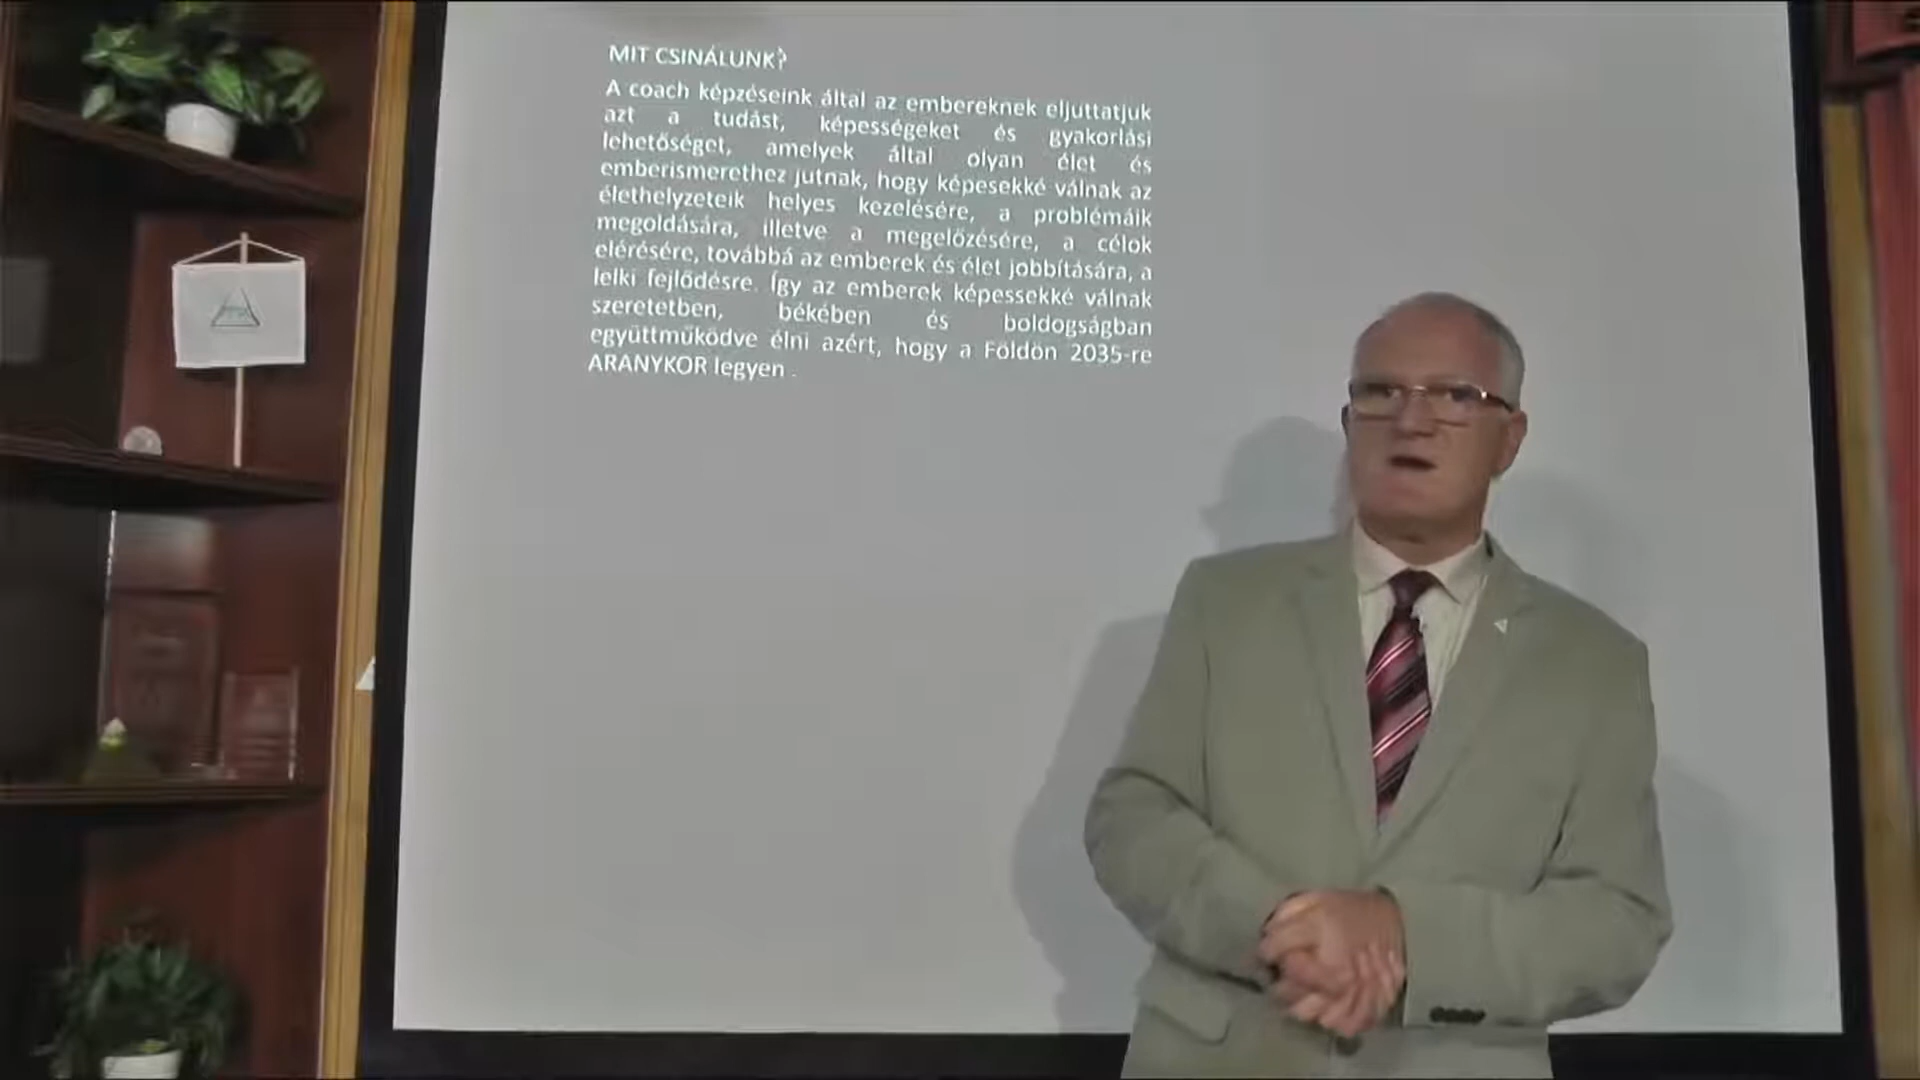 MIT CSINÁLUNK?
A coach képzéseink által az embereknek eljuttatjuk
azt a tudást, képességeket és gyakorlási
lehetőséget, amelyek által olyan élet és
emberismerethez jutnak, hogy képesekké válnak az
élethelyzeteik helyes kezelésére, a problémáik
megoldására, illetve a megelőzésére, a célok
elérésére, továbbá az emberek és élet jobbítására, a
lelki fejlődésre. Így az emberek képessekké válnak
szeretetben, békében és boldogságban
együttműködve élni azért, hogy a Földön 2035-re
ARANYKOR legyen .